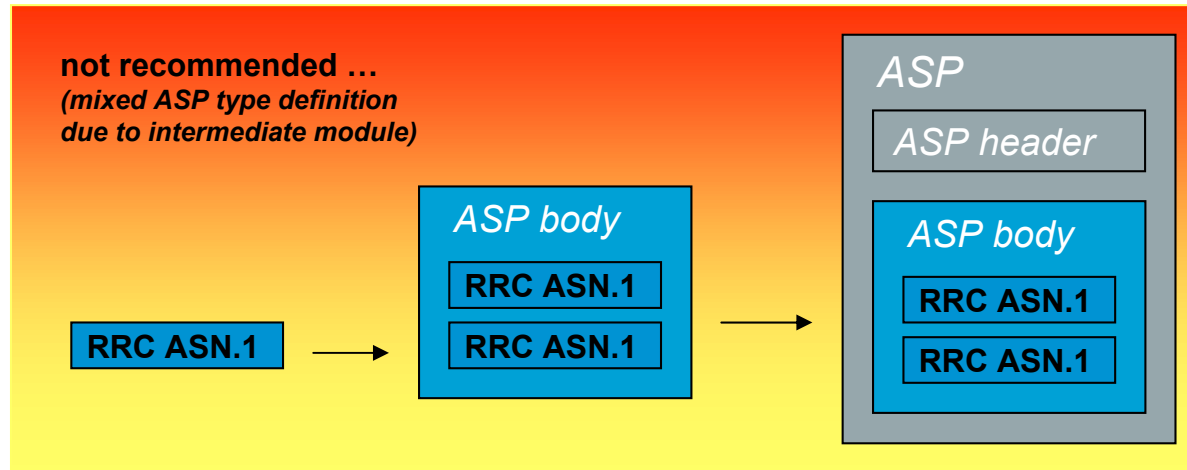 not recommended …
(mixed ASP type definition
due to intermediate module)
RRC ASN.1
ASP body
RRC ASN.1
RRC ASN.1
ASP
ASP header
ASP body
RRC ASN.1
RRC ASN.1